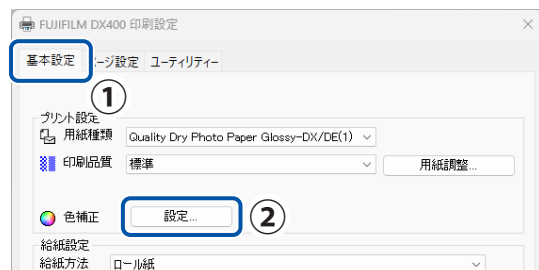 FUJIFILM DX400 印刷設定
基本設定 ージ設定 ユーティリティー
①
プリント設定
用紙種類 Quality Dry Photo Paper Glossy-DX/DE(1)
印刷品質 標準 用紙調整...
色補正 設定... ②
給紙設定
給紙方法 ロール紙